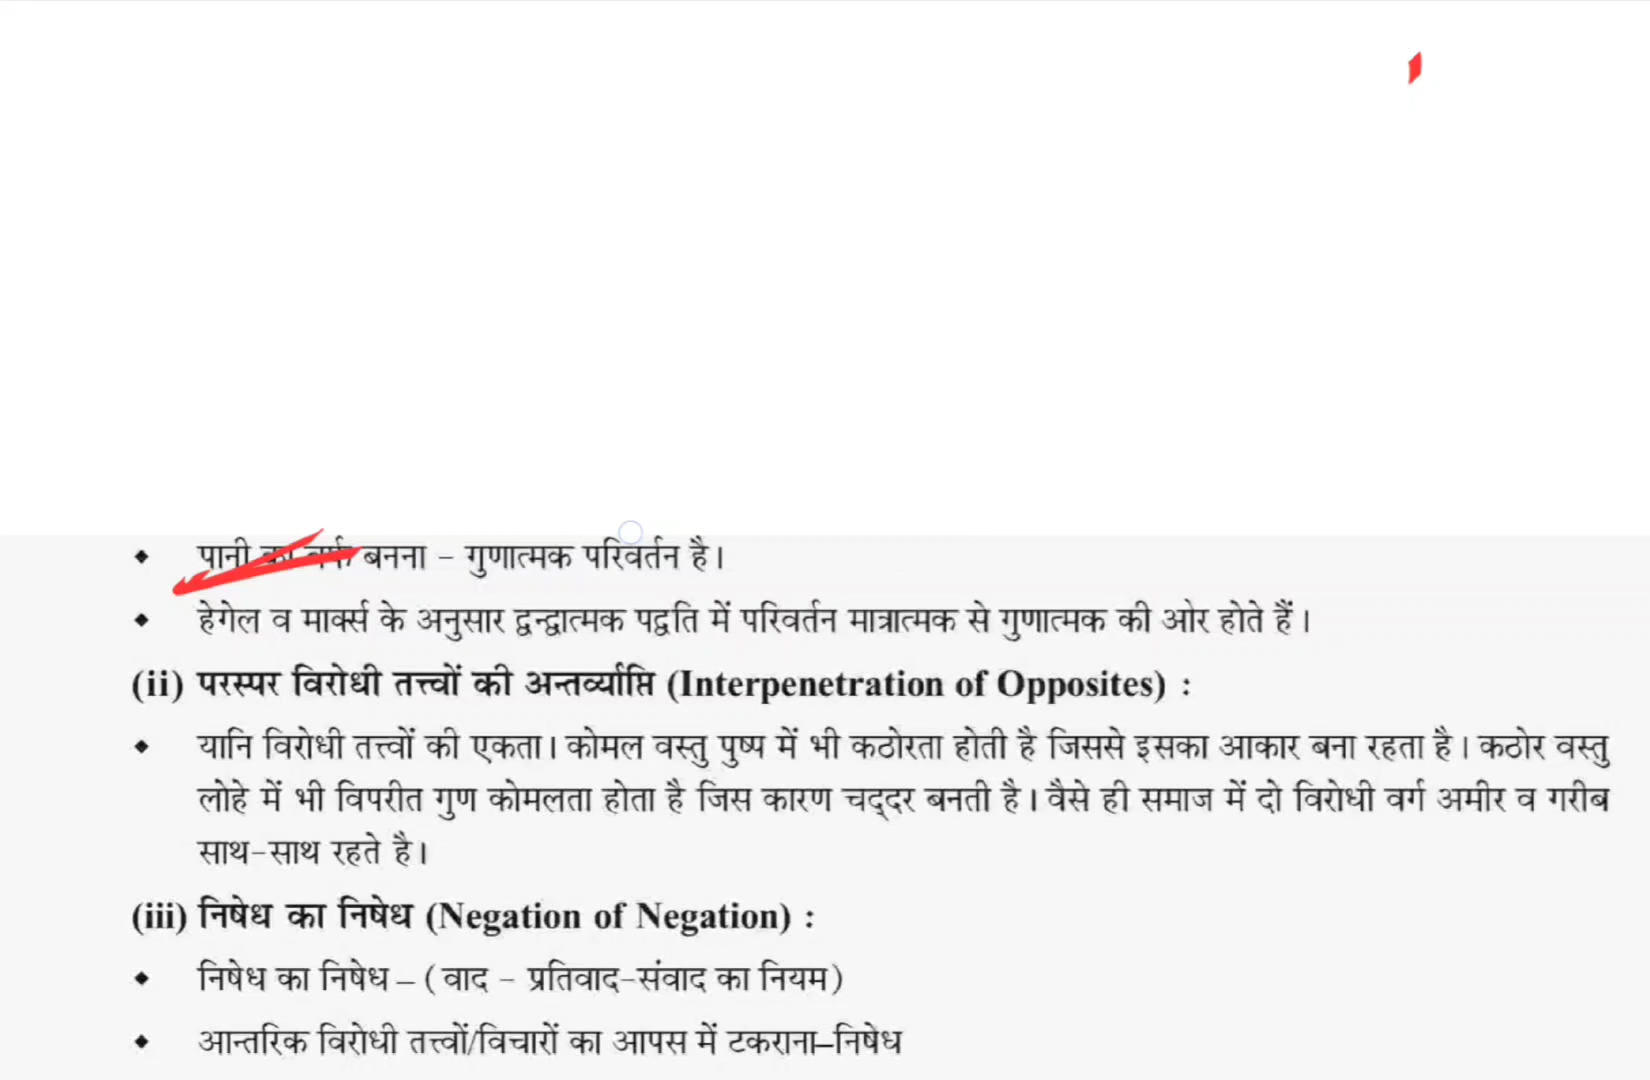 ◆ पानी का बर्फ बनना – गुणात्मक परिवर्तन है।
◆ हेगेल व मार्क्स के अनुसार द्वन्द्वात्मक पद्वति में परिवर्तन मात्रात्मक से गुणात्मक की ओर होते हैं।
(ii) परस्पर विरोधी तत्त्वों की अन्तर्व्याप्ति (Interpenetration of Opposites) :
◆ यानि विरोधी तत्त्वों की एकता। कोमल वस्तु पुष्प में भी कठोरता होती है जिससे इसका आकार बना रहता है। कठोर वस्तु
लोहे में भी विपरीत गुण कोमलता होता है जिस कारण चद्दर बनती है। वैसे ही समाज में दो विरोधी वर्ग अमीर व गरीब
साथ-साथ रहते है।
(iii) निषेध का निषेध (Negation of Negation) :
◆ निषेध का निषेध – ( वाद - प्रतिवाद-संवाद का नियम)
◆ आन्तरिक विरोधी तत्त्वों/विचारों का आपस में टकराना–निषेध